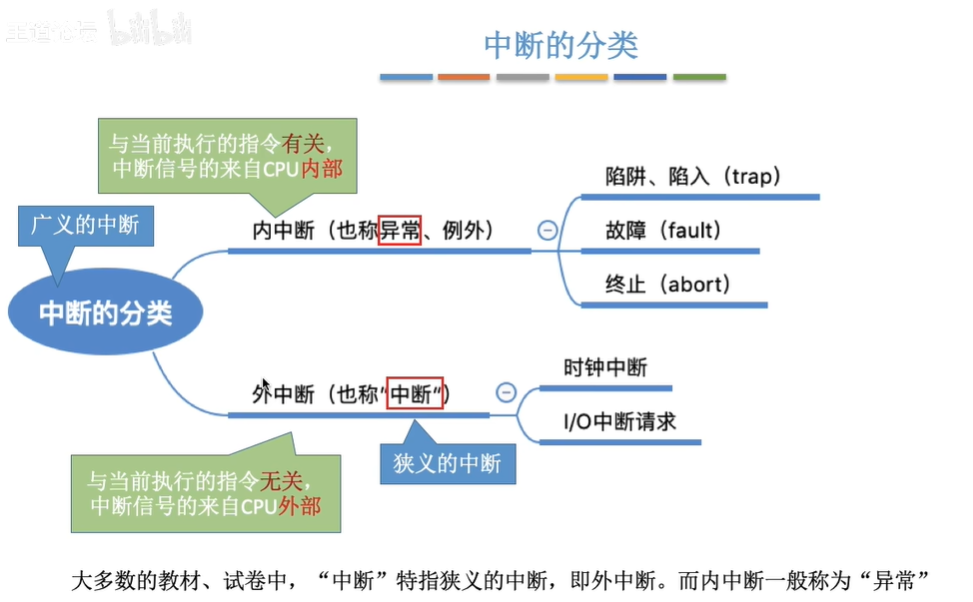 bilibili
中断的分类
与当前执行的指令有关，
中断信号的来自CPU内部
广义的中断
中断的分类
内中断（也称异常、例外）
陷阱、陷入（trap）
故障（fault）
终止（abort）
外中断（也称“中断”）
时钟中断
I/O中断请求
狭义的中断
与当前执行的指令无关，
中断信号的来自CPU外部
大多数的教材、试卷中，“中断”特指狭义的中断，即外中断。而内中断一般称为“异常”